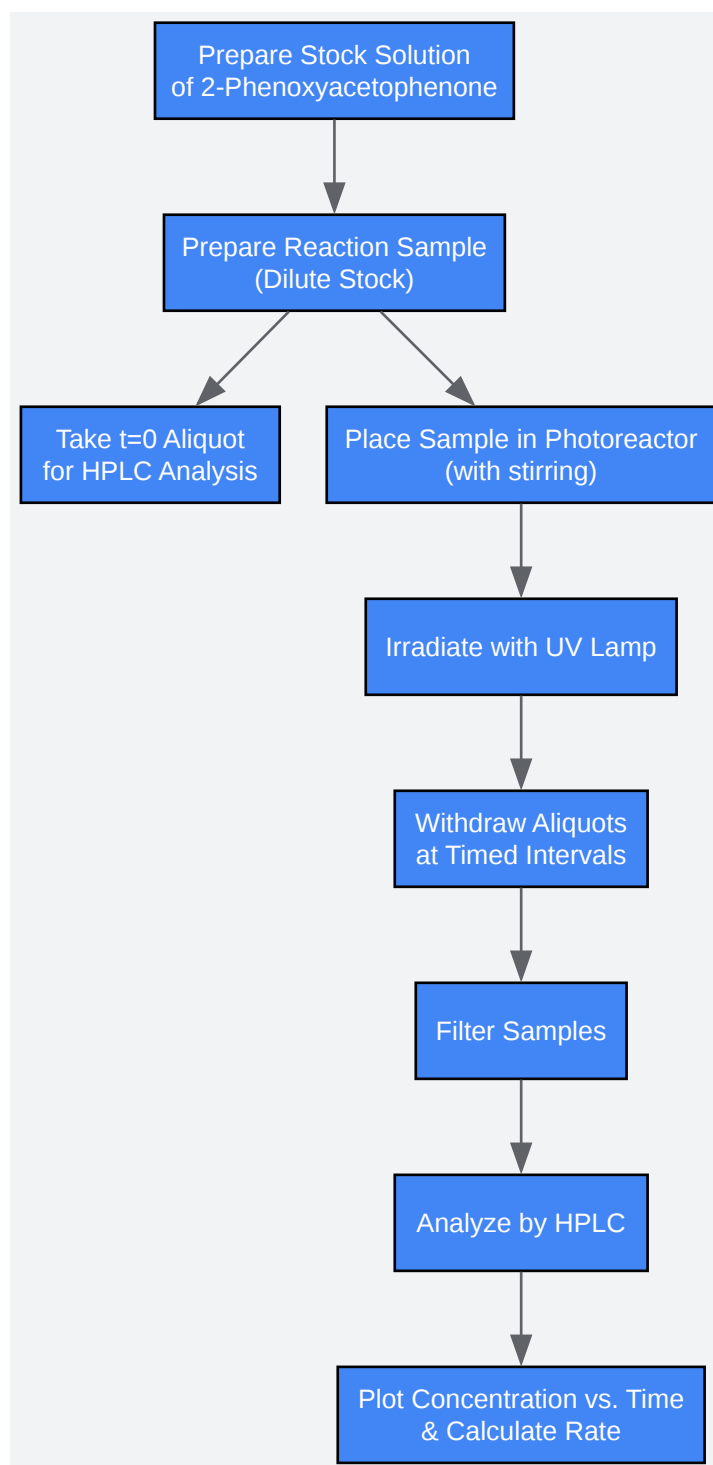 Prepare Stock Solution
of 2-Phenoxyacetophenone
Prepare Reaction Sample
(Dilute Stock)
Take t=0 Aliquot
for HPLC Analysis
Place Sample in Photoreactor
(with stirring)
Irradiate with UV Lamp
Withdraw Aliquots
at Timed Intervals
Filter Samples
Analyze by HPLC
Plot Concentration vs. Time
& Calculate Rate